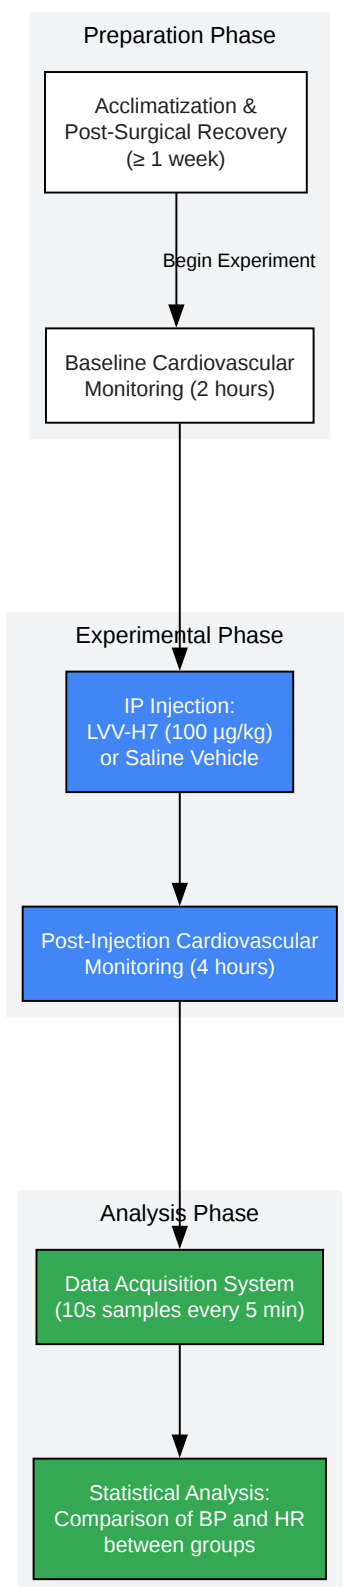 Preparation Phase
Acclimatization &
Post-Surgical Recovery
(≥ 1 week)
Begin Experiment
Baseline Cardiovascular
Monitoring (2 hours)
Experimental Phase
IP Injection:
LVV-H7 (100 µg/kg)
or Saline Vehicle
Post-Injection Cardiovascular
Monitoring (4 hours)
Analysis Phase
Data Acquisition System
(10s samples every 5 min)
Statistical Analysis:
Comparison of BP and HR
between groups